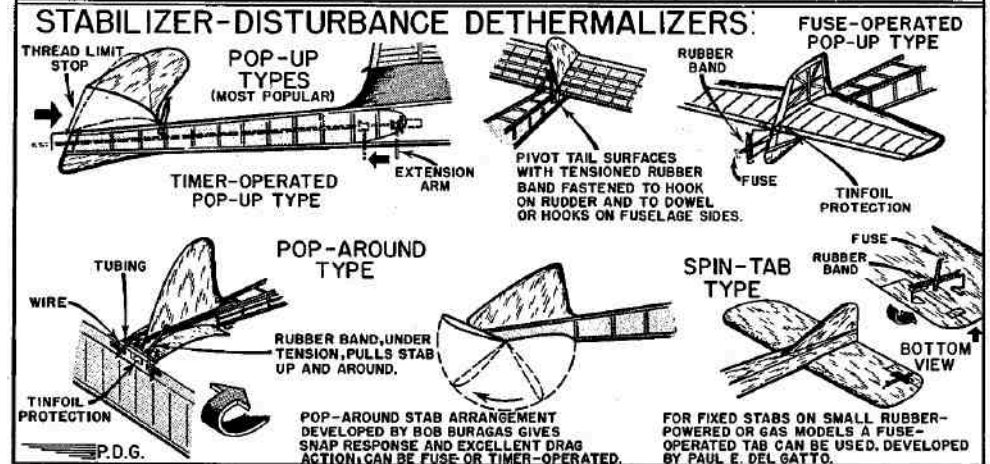 STABILIZER-DISTURBANCE DETHERMALIZERS:
THREAD LIMIT
STOP
POP-UP
TYPES
(MOST POPULAR)
TIMER-OPERATED
POP-UP TYPE
EXTENSION
ARM
PIVOT TAIL SURFACES
WITH TENSIONED RUBBER
BAND FASTENED TO HOOK
ON RUDDER AND TO DOWEL
OR HOOKS ON FUSELAGE SIDES.
FUSE-OPERATED
POP-UP TYPE
RUBBER
BAND
FUSE
TINFOIL
PROTECTION
POP-AROUND
TYPE
TUBING
WIRE
RUBBER BAND, UNDER
TENSION, PULLS STAB
UP AND AROUND.
TINFOIL
PROTECTION
P.D.G.
POP-AROUND STAB ARRANGEMENT
DEVELOPED BY BOB BURAGAS GIVES
SNAP RESPONSE AND EXCELLENT DRAG
ACTION; CAN BE FUSE- OR TIMER-OPERATED.
SPIN-TAB
TYPE
FUSE
RUBBER
BAND
BOTTOM
VIEW
FOR FIXED STABS ON SMALL RUBBER-
POWERED OR GAS MODELS A FUSE-
OPERATED TAB CAN BE USED. DEVELOPED
BY PAUL E. DEL GATTO.